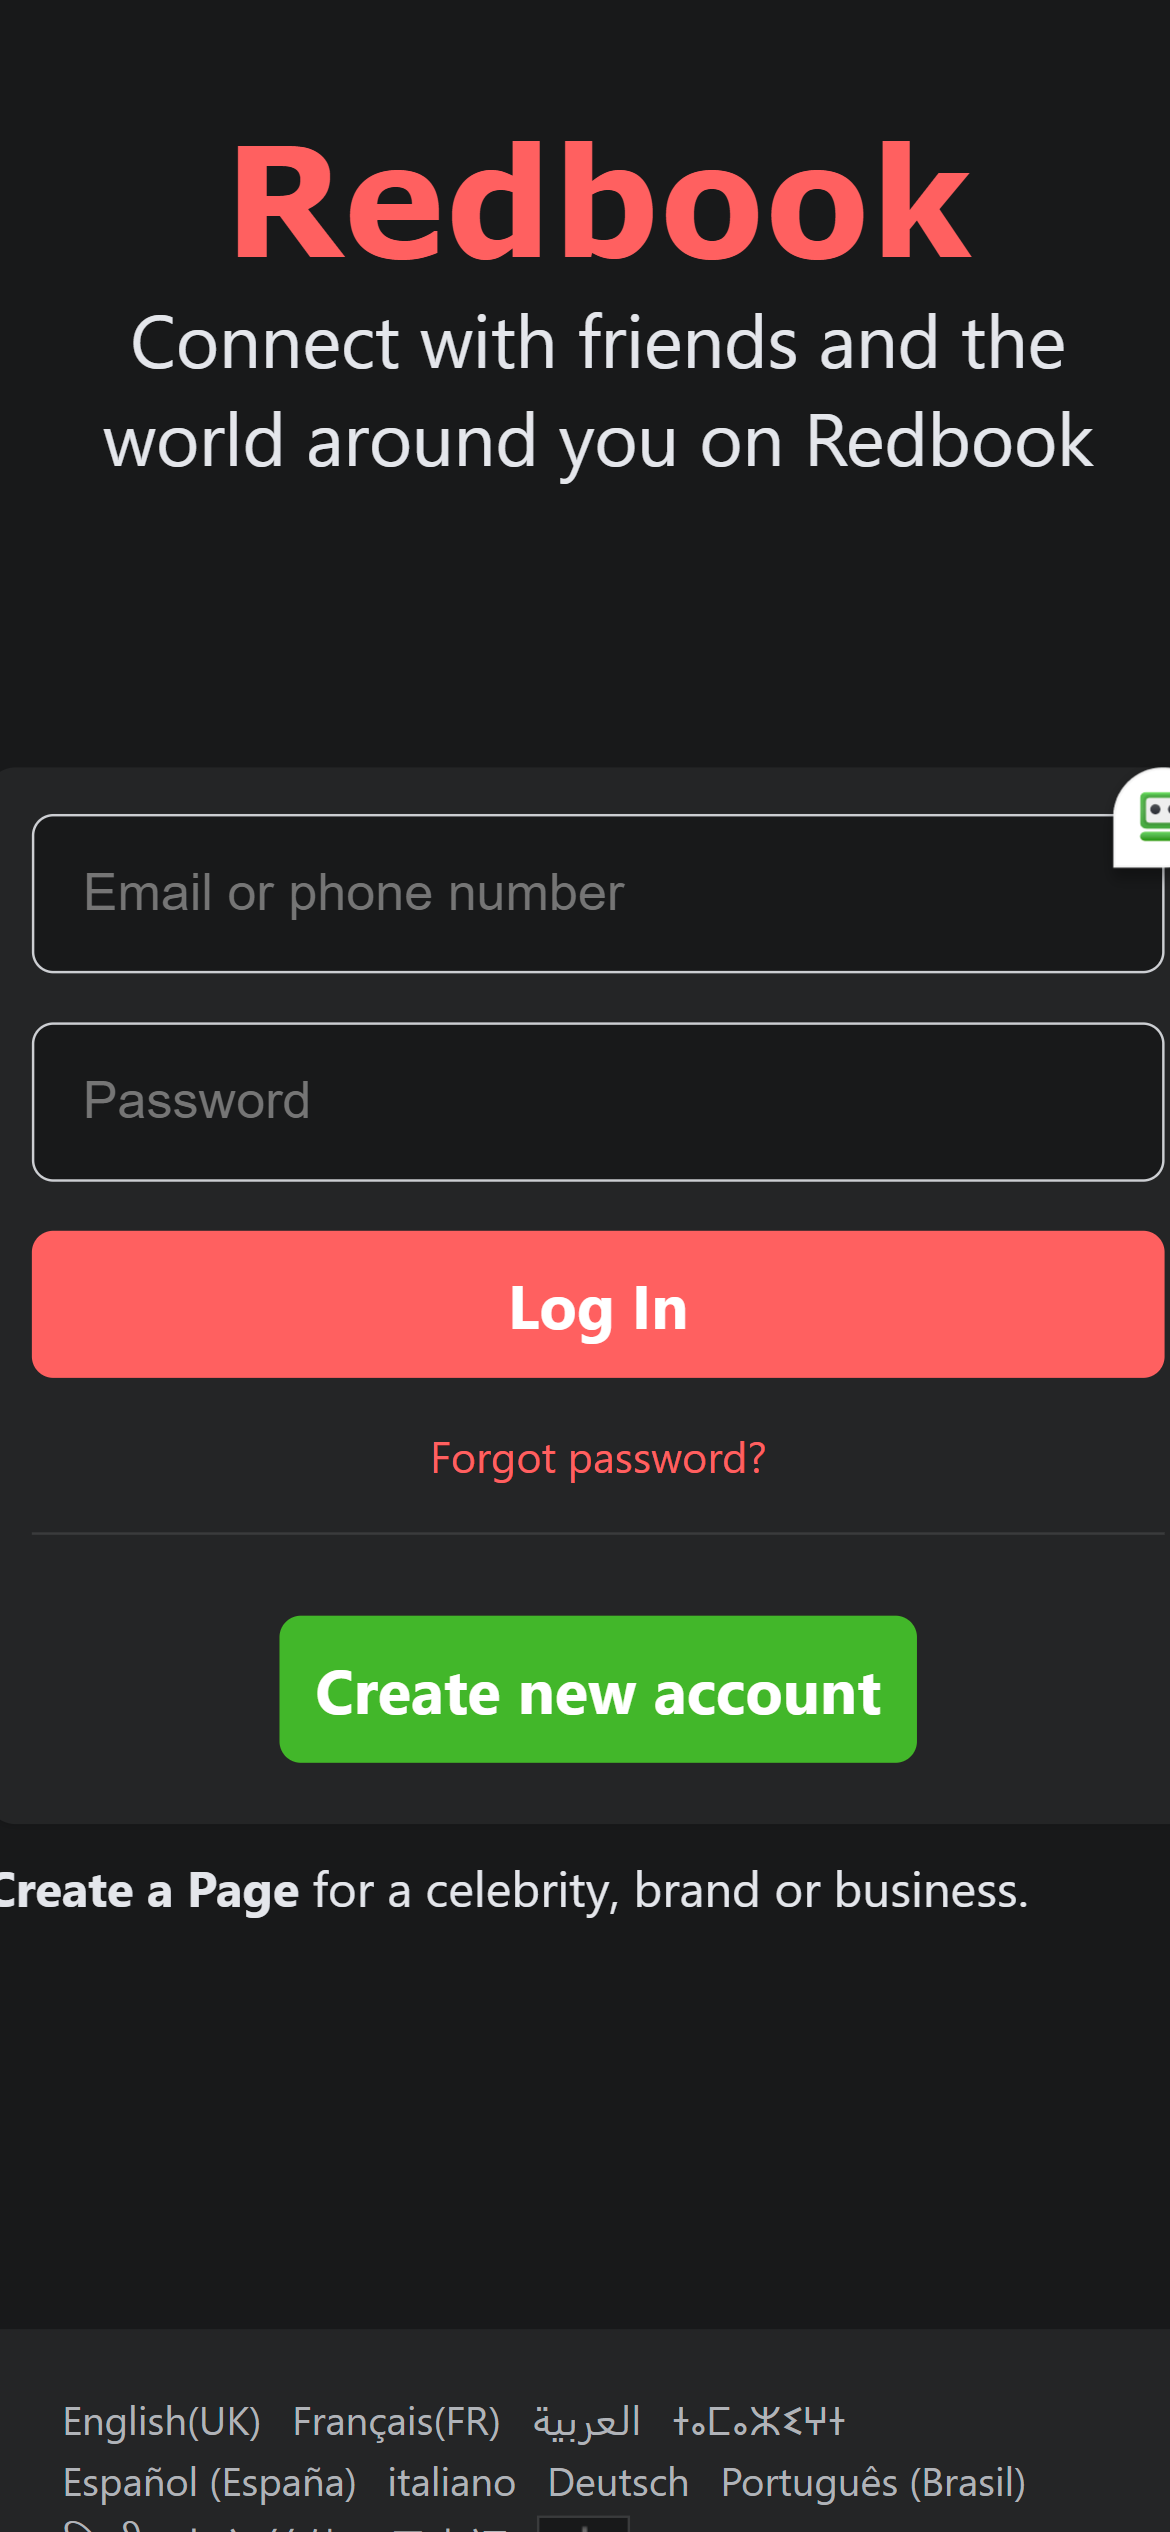 Redbook
Connect with friends and the
world around you on Redbook
Email or phone number
Password
Log In
Forgot password?
Create new account
Create a Page for a celebrity, brand or business.
English(UK) Français(FR) العربية ⵜⴰⵎⴰⵣⵉⵖⵜ
Español (España) italiano Deutsch Português (Brasil)